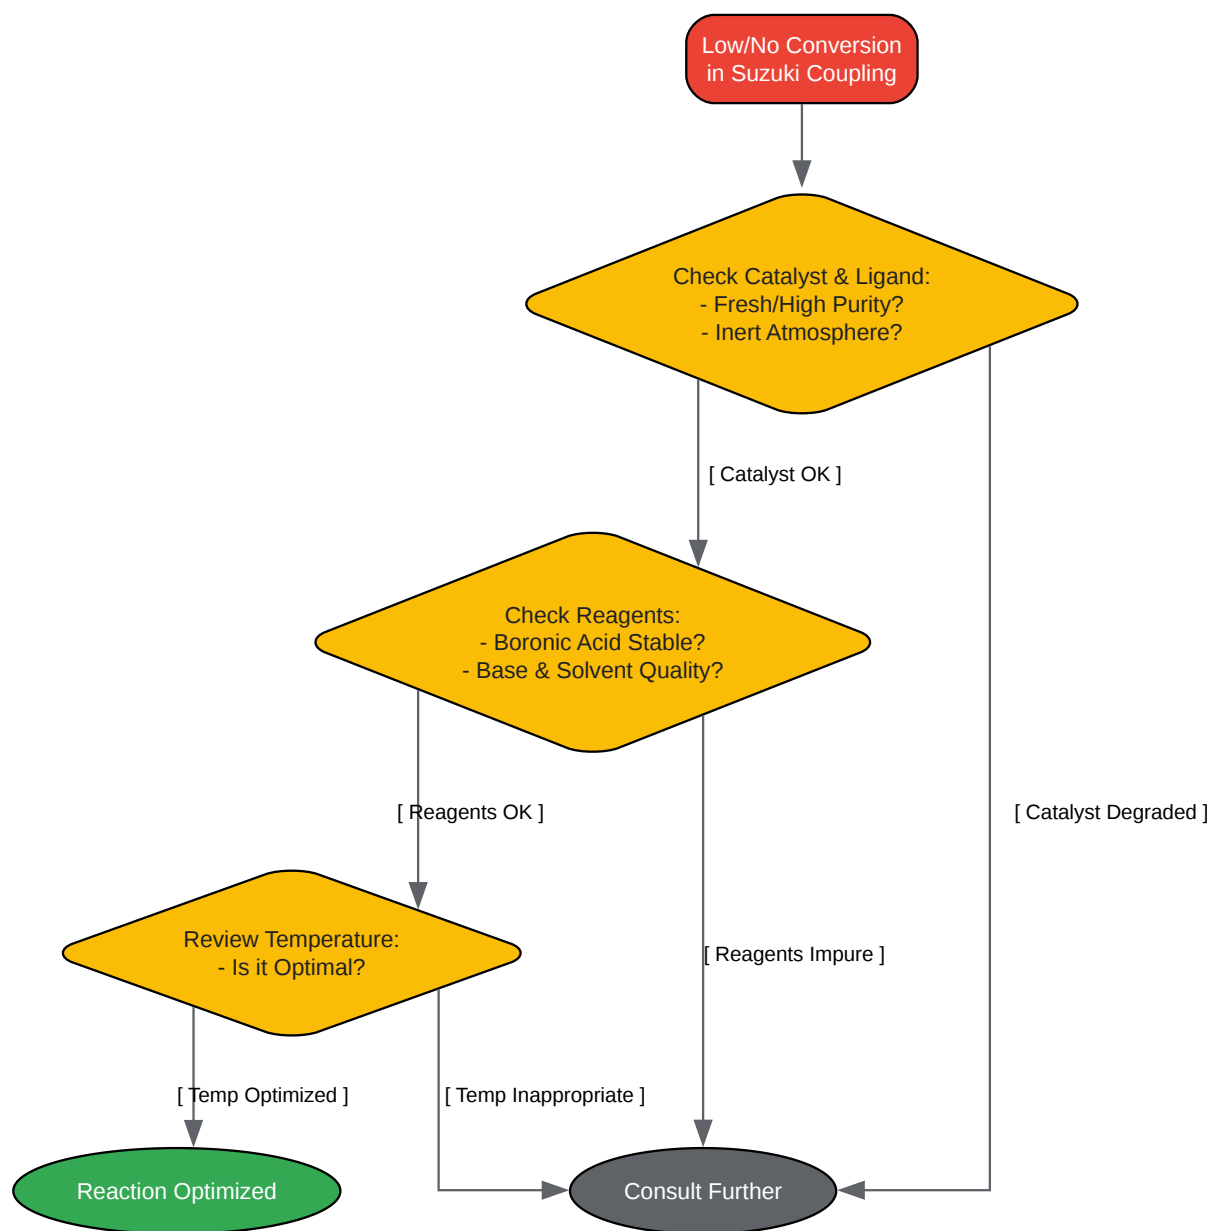 Low/No Conversion
in Suzuki Coupling
Check Catalyst & Ligand:
- Fresh/High Purity?
- Inert Atmosphere?
[ Catalyst OK ]
Check Reagents:
- Boronic Acid Stable?
- Base & Solvent Quality?
[ Reagents OK ]
[ Catalyst Degraded ]
Review Temperature:
- Is it Optimal?
[ Reagents Impure ]
[ Temp Optimized ]
[ Temp Inappropriate ]
Reaction Optimized
Consult Further